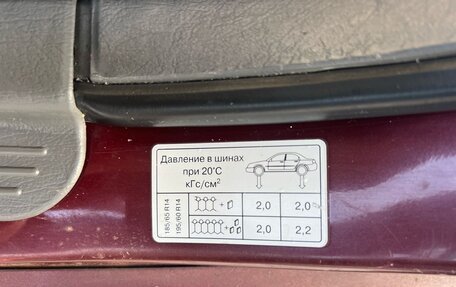 Давление в шинах
при 20°С
кГс/см²
185/65 R14
195/60 R14
+ 2,0 2,0
+ 2,0 2,2